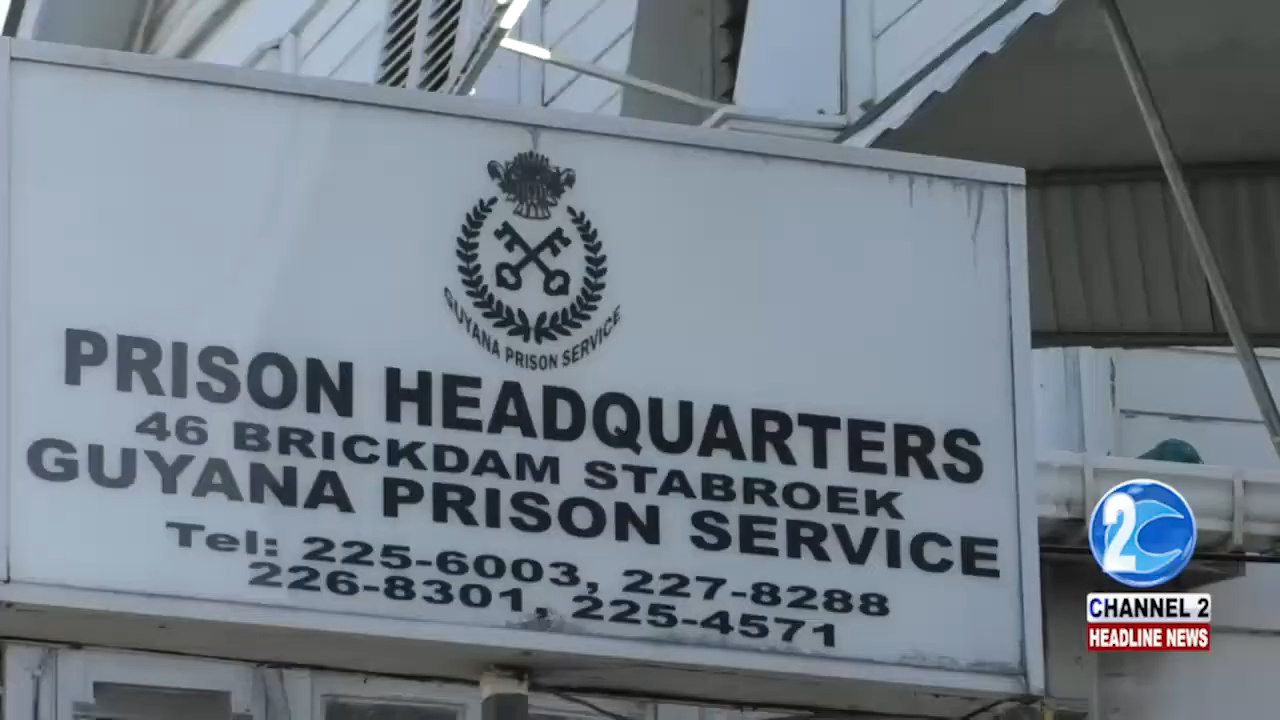 GUYANA PRISON SERVICE
PRISON HEADQUARTERS
46 BRICKDAM STABROEK
GUYANA PRISON SERVICE
Tel: 225-6003, 227-8288
226-8301, 225-4571
2
CHANNEL 2
HEADLINE NEWS